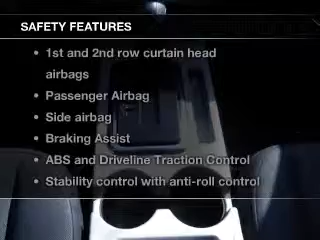 SAFETY FEATURES
• 1st and 2nd row curtain head
airbags
• Passenger Airbag
• Side airbag
• Braking Assist
• ABS and Driveline Traction Control
• Stability control with anti-roll control